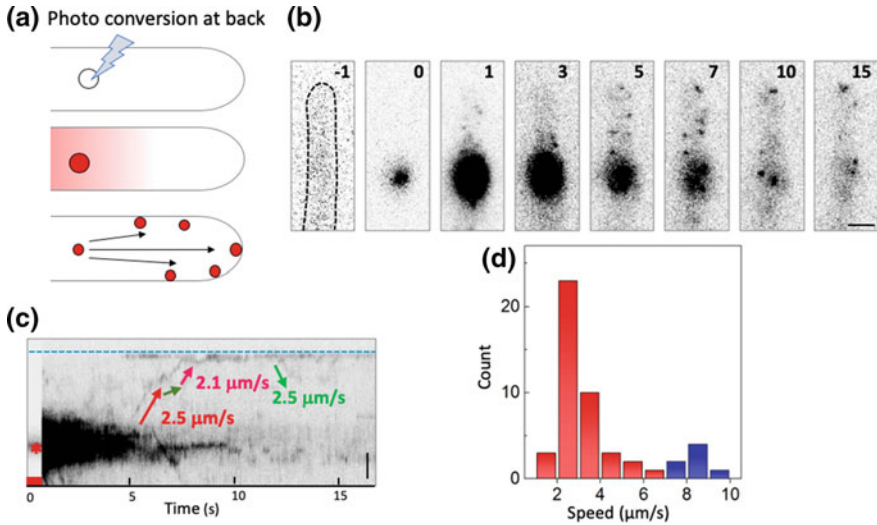 (a) Photo conversion at back
(b)
-1 0 1 3 5 7 10 15
(c)
2.1 μm/s
2.5 μm/s
2.5 μm/s
*
0 5 10 15
Time (s)
(d)
20
10
0
Count
2 4 6 8 10
Speed (μm/s)